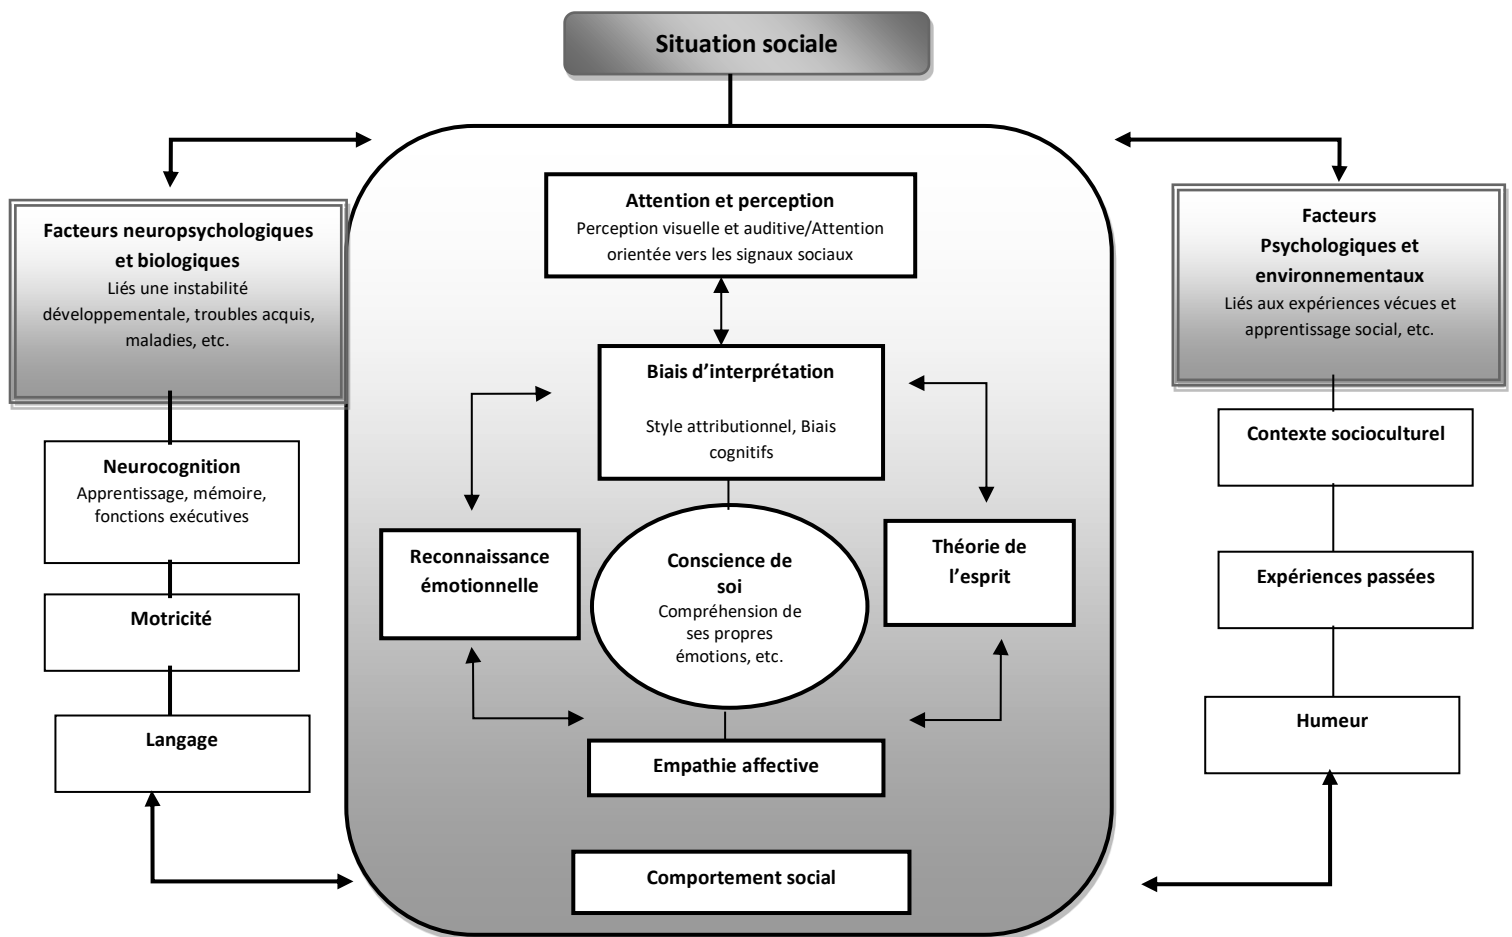 Situation sociale
Facteurs neuropsychologiques
et biologiques
Liés une instabilité
développementale, troubles acquis,
maladies, etc.
Neurocognition
Apprentissage, mémoire,
fonctions exécutives
Motricité
Langage
Attention et perception
Perception visuelle et auditive/Attention
orientée vers les signaux sociaux
Biais d’interprétation
Style attributionnel, Biais
cognitifs
Reconnaissance
émotionnelle
Conscience de
soi
Compréhension de
ses propres
émotions, etc.
Théorie de
l’esprit
Empathie affective
Comportement social
Facteurs
Psychologiques et
environnementaux
Liés aux expériences vécues et
apprentissage social, etc.
Contexte socioculturel
Expériences passées
Humeur